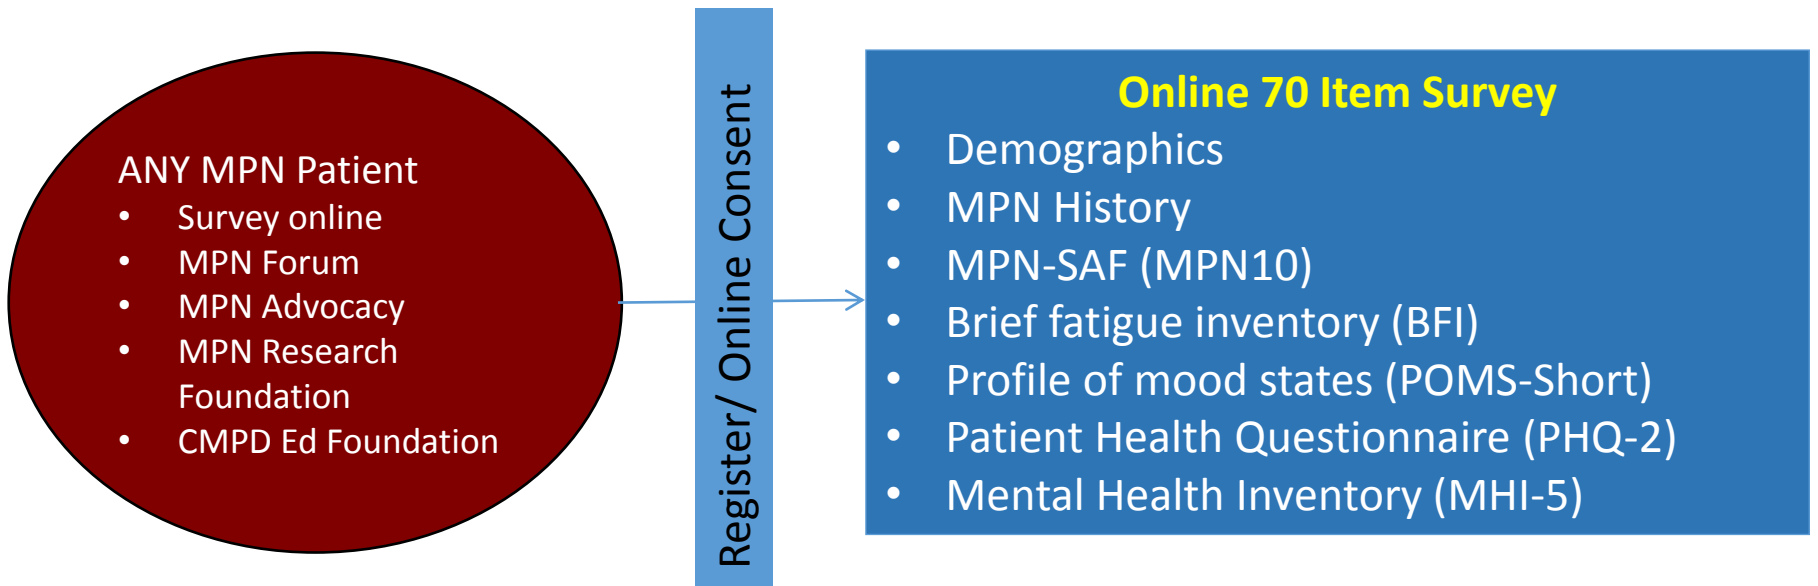 ANY MPN Patient
• Survey online
• MPN Forum
• MPN Advocacy
• MPN Research
Foundation
• CMPD Ed Foundation
Register/ Online Consent
Online 70 Item Survey
• Demographics
• MPN History
• MPN-SAF (MPN10)
• Brief fatigue inventory (BFI)
• Profile of mood states (POMS-Short)
• Patient Health Questionnaire (PHQ-2)
• Mental Health Inventory (MHI-5)